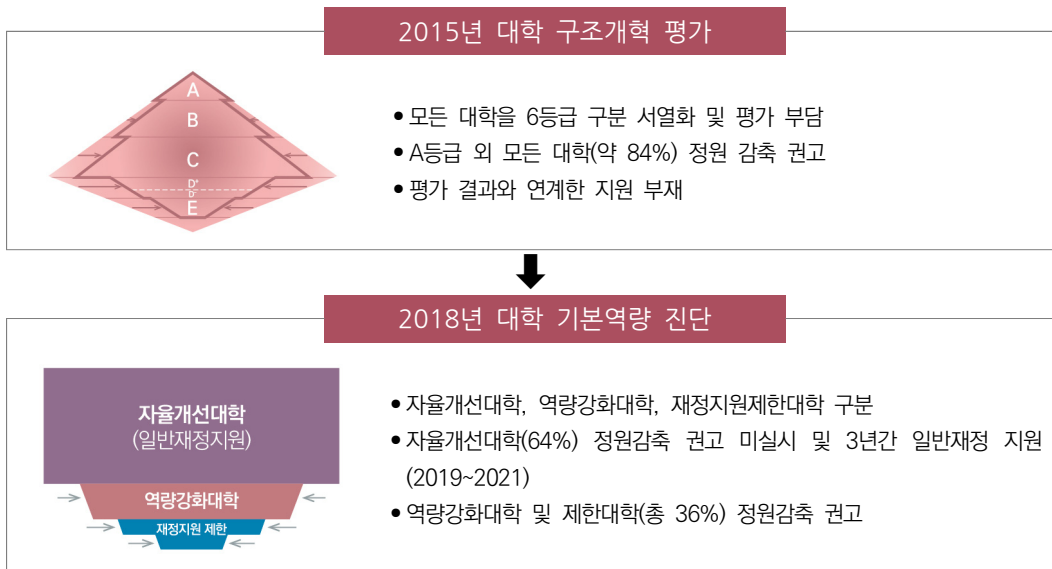 2015년 대학 구조개혁 평가
A
B
C
D+
D-
E
• 모든 대학을 6등급 구분 서열화 및 평가 부담
• A등급 외 모든 대학(약 84%) 정원 감축 권고
• 평가 결과와 연계한 지원 부재
2018년 대학 기본역량 진단
자율개선대학
(일반재정지원)
역량강화대학
재정지원 제한
• 자율개선대학, 역량강화대학, 재정지원제한대학 구분
• 자율개선대학(64%) 정원감축 권고 미실시 및 3년간 일반재정 지원
(2019~2021)
• 역량강화대학 및 제한대학(총 36%) 정원감축 권고